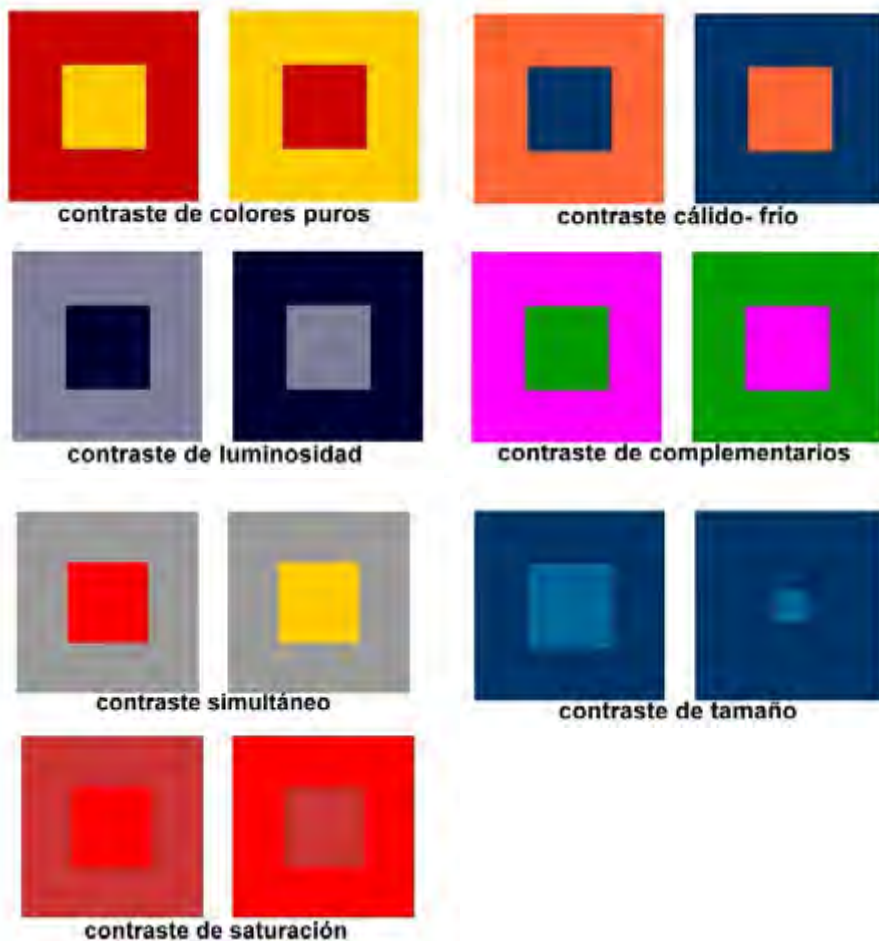 contraste de colores puros
contraste cálido- frío
contraste de luminosidad
contraste de complementarios
contraste simultáneo
contraste de tamaño
contraste de saturación